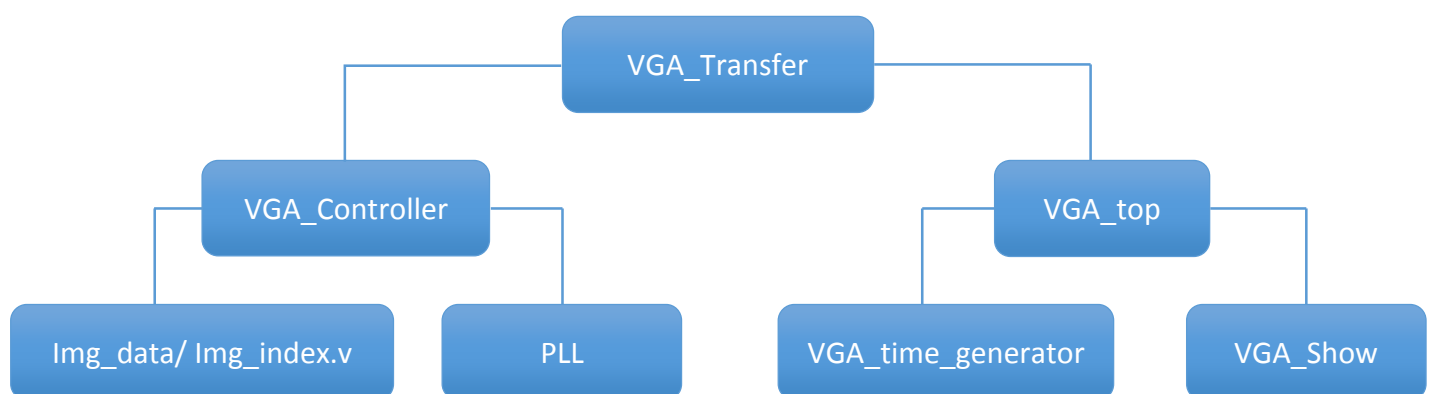 VGA_Transfer
VGA_Controller
VGA_top
Img_data/ Img_index.v
PLL
VGA_time_generator
VGA_Show